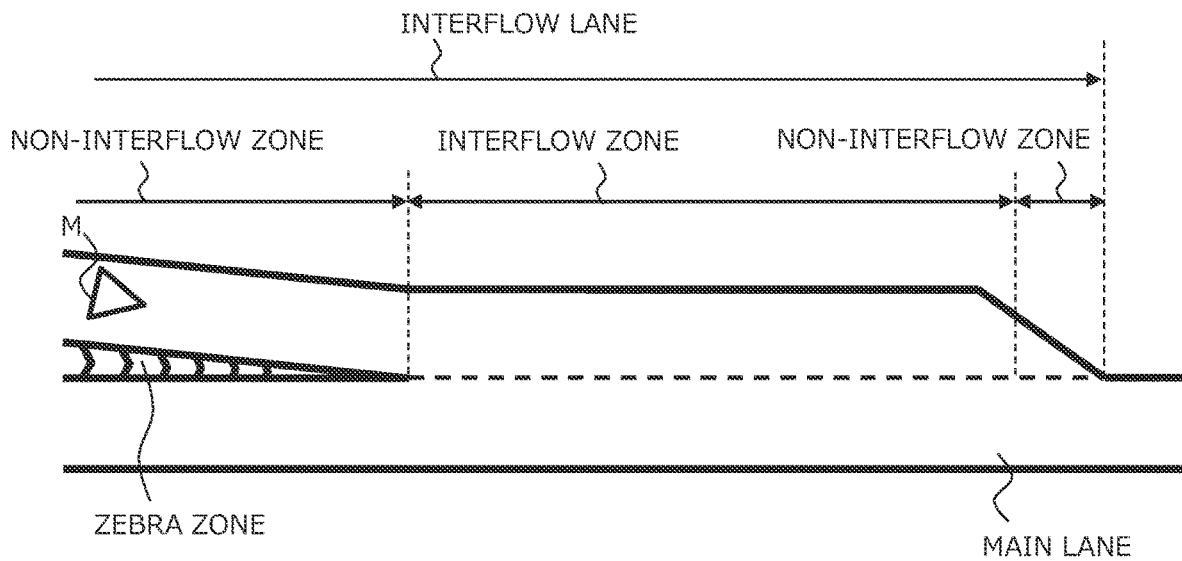 INTERFLOW LANE
NON-INTERFLOW ZONE
INTERFLOW ZONE
NON-INTERFLOW ZONE
M
ZEBRA ZONE
MAIN LANE